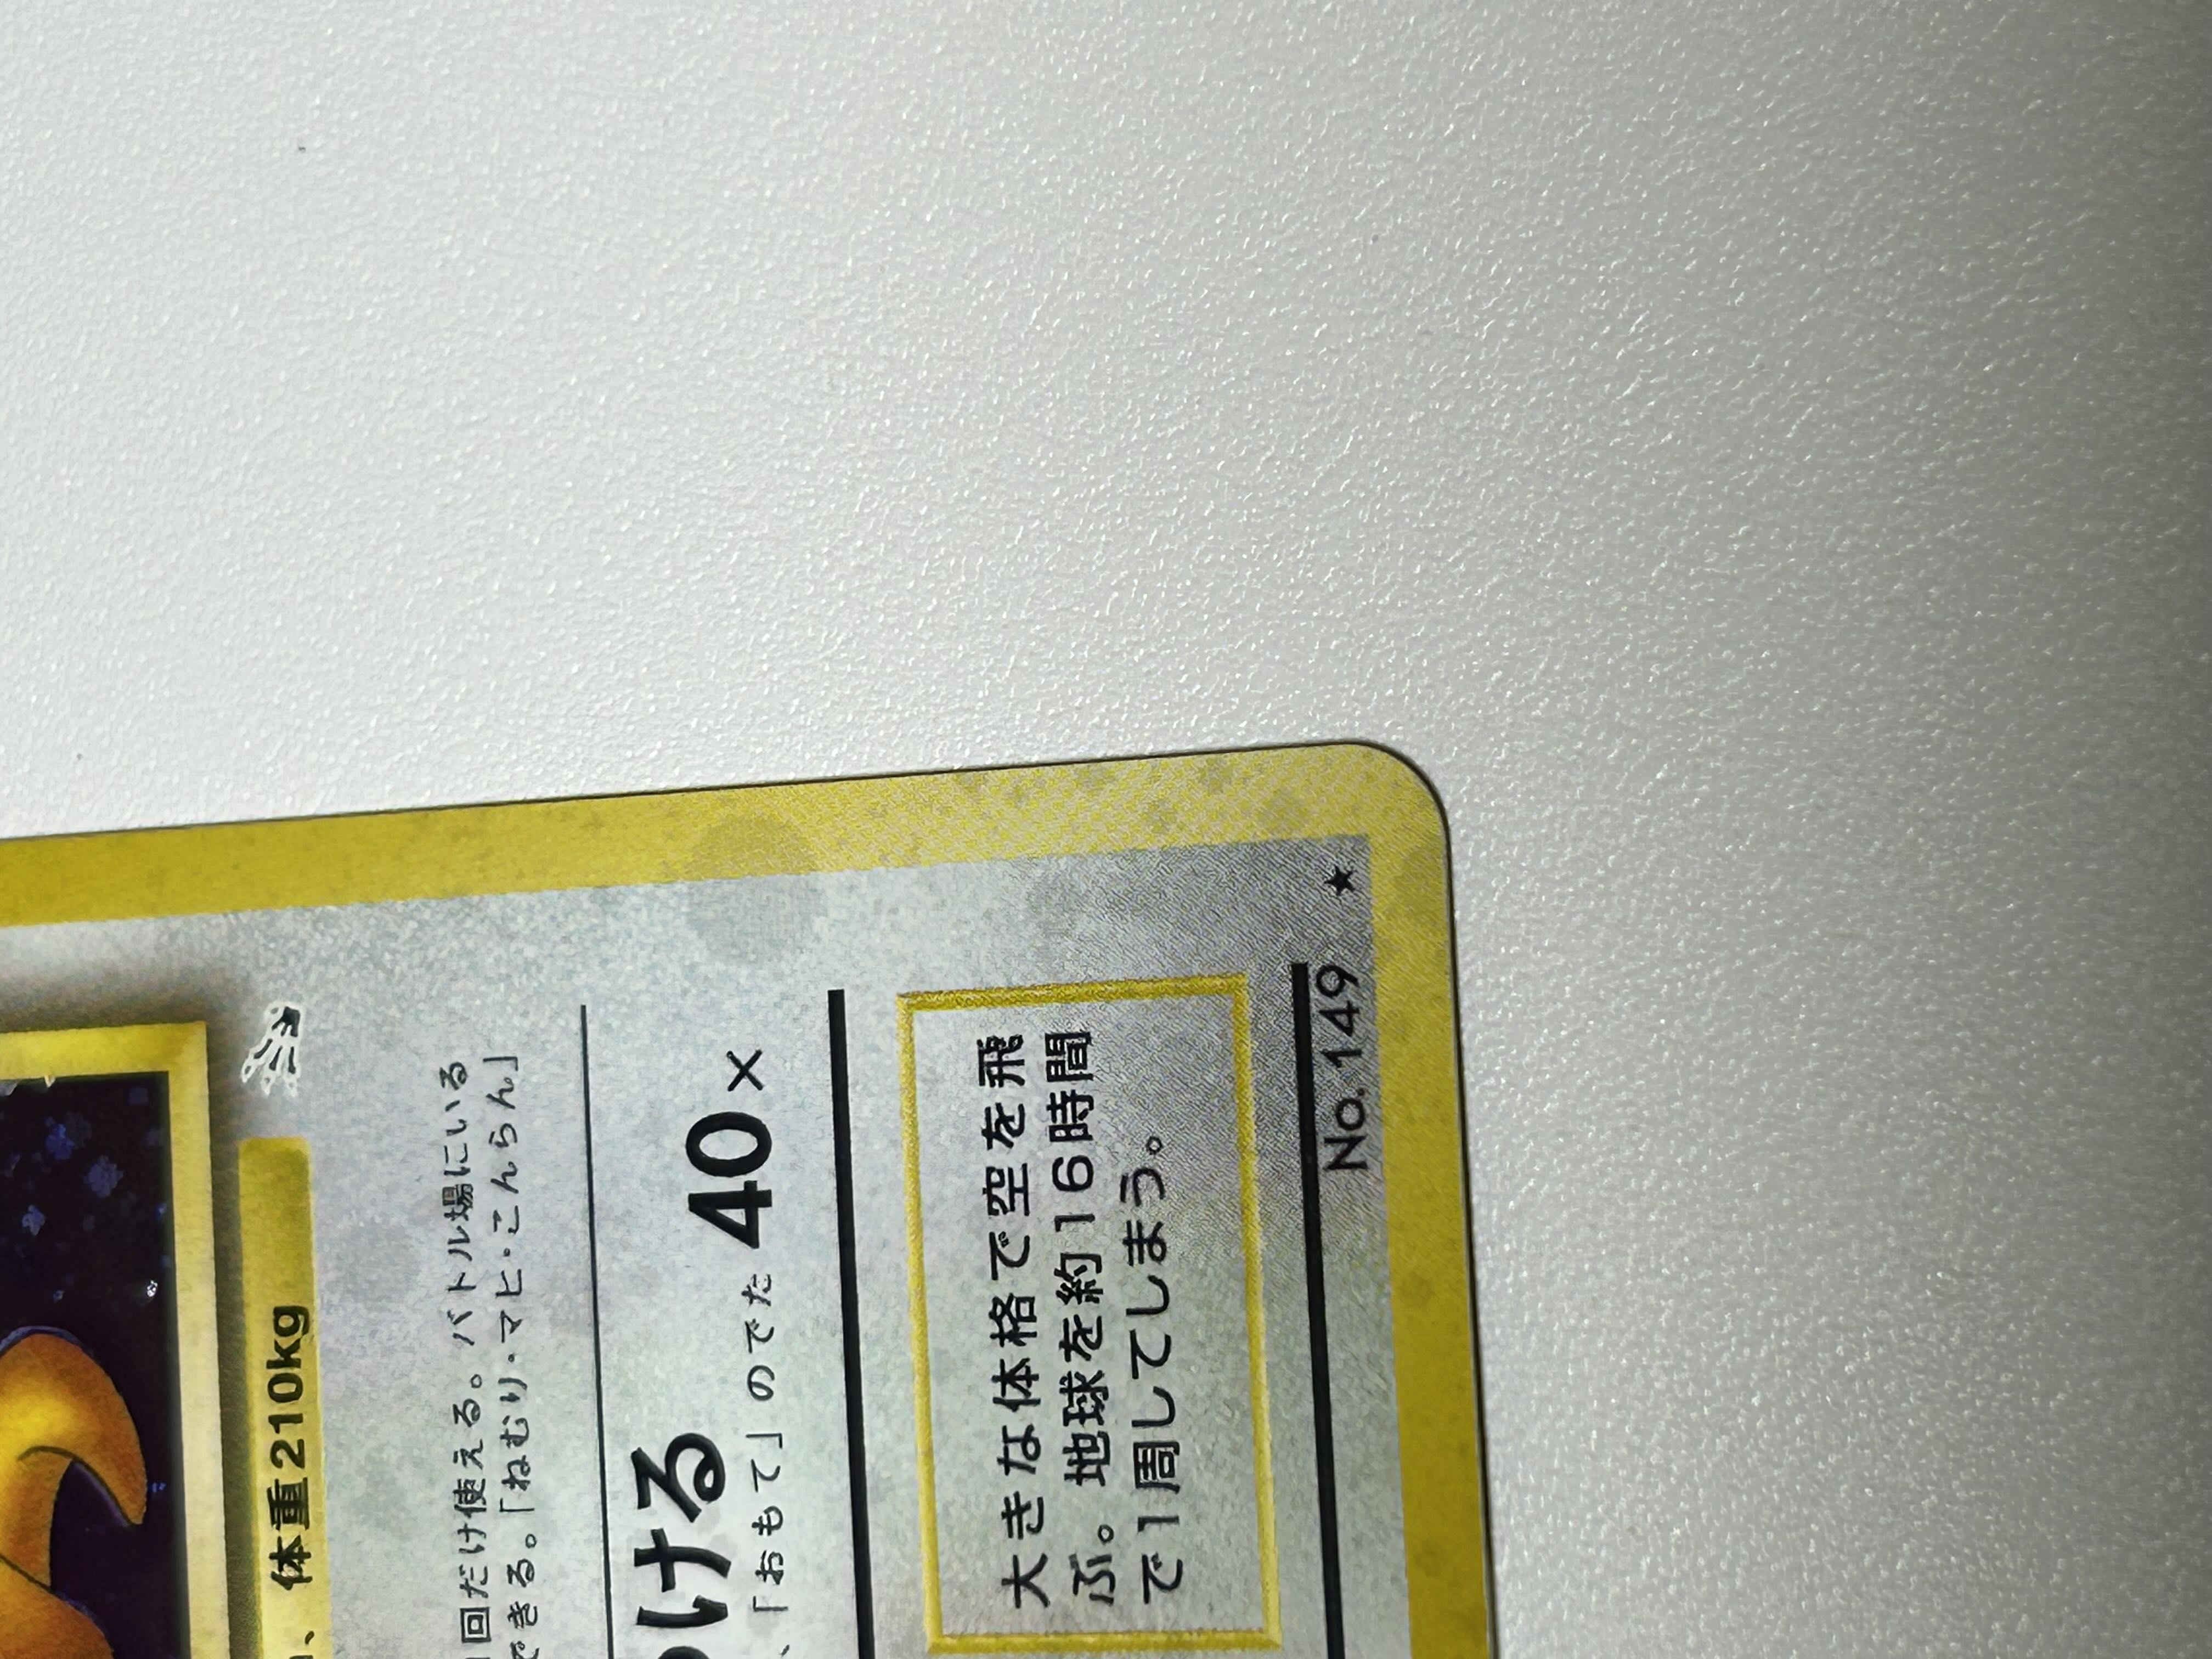 体重210kg
回だけ使える。バトル場にいる
できる。「ねむり・マヒ・こんらん」
ける 40×
、「おもて」のでた
大きな体格で空を飛
ぶ。地球を約16時間
で1周してしまう。
No.149 ★